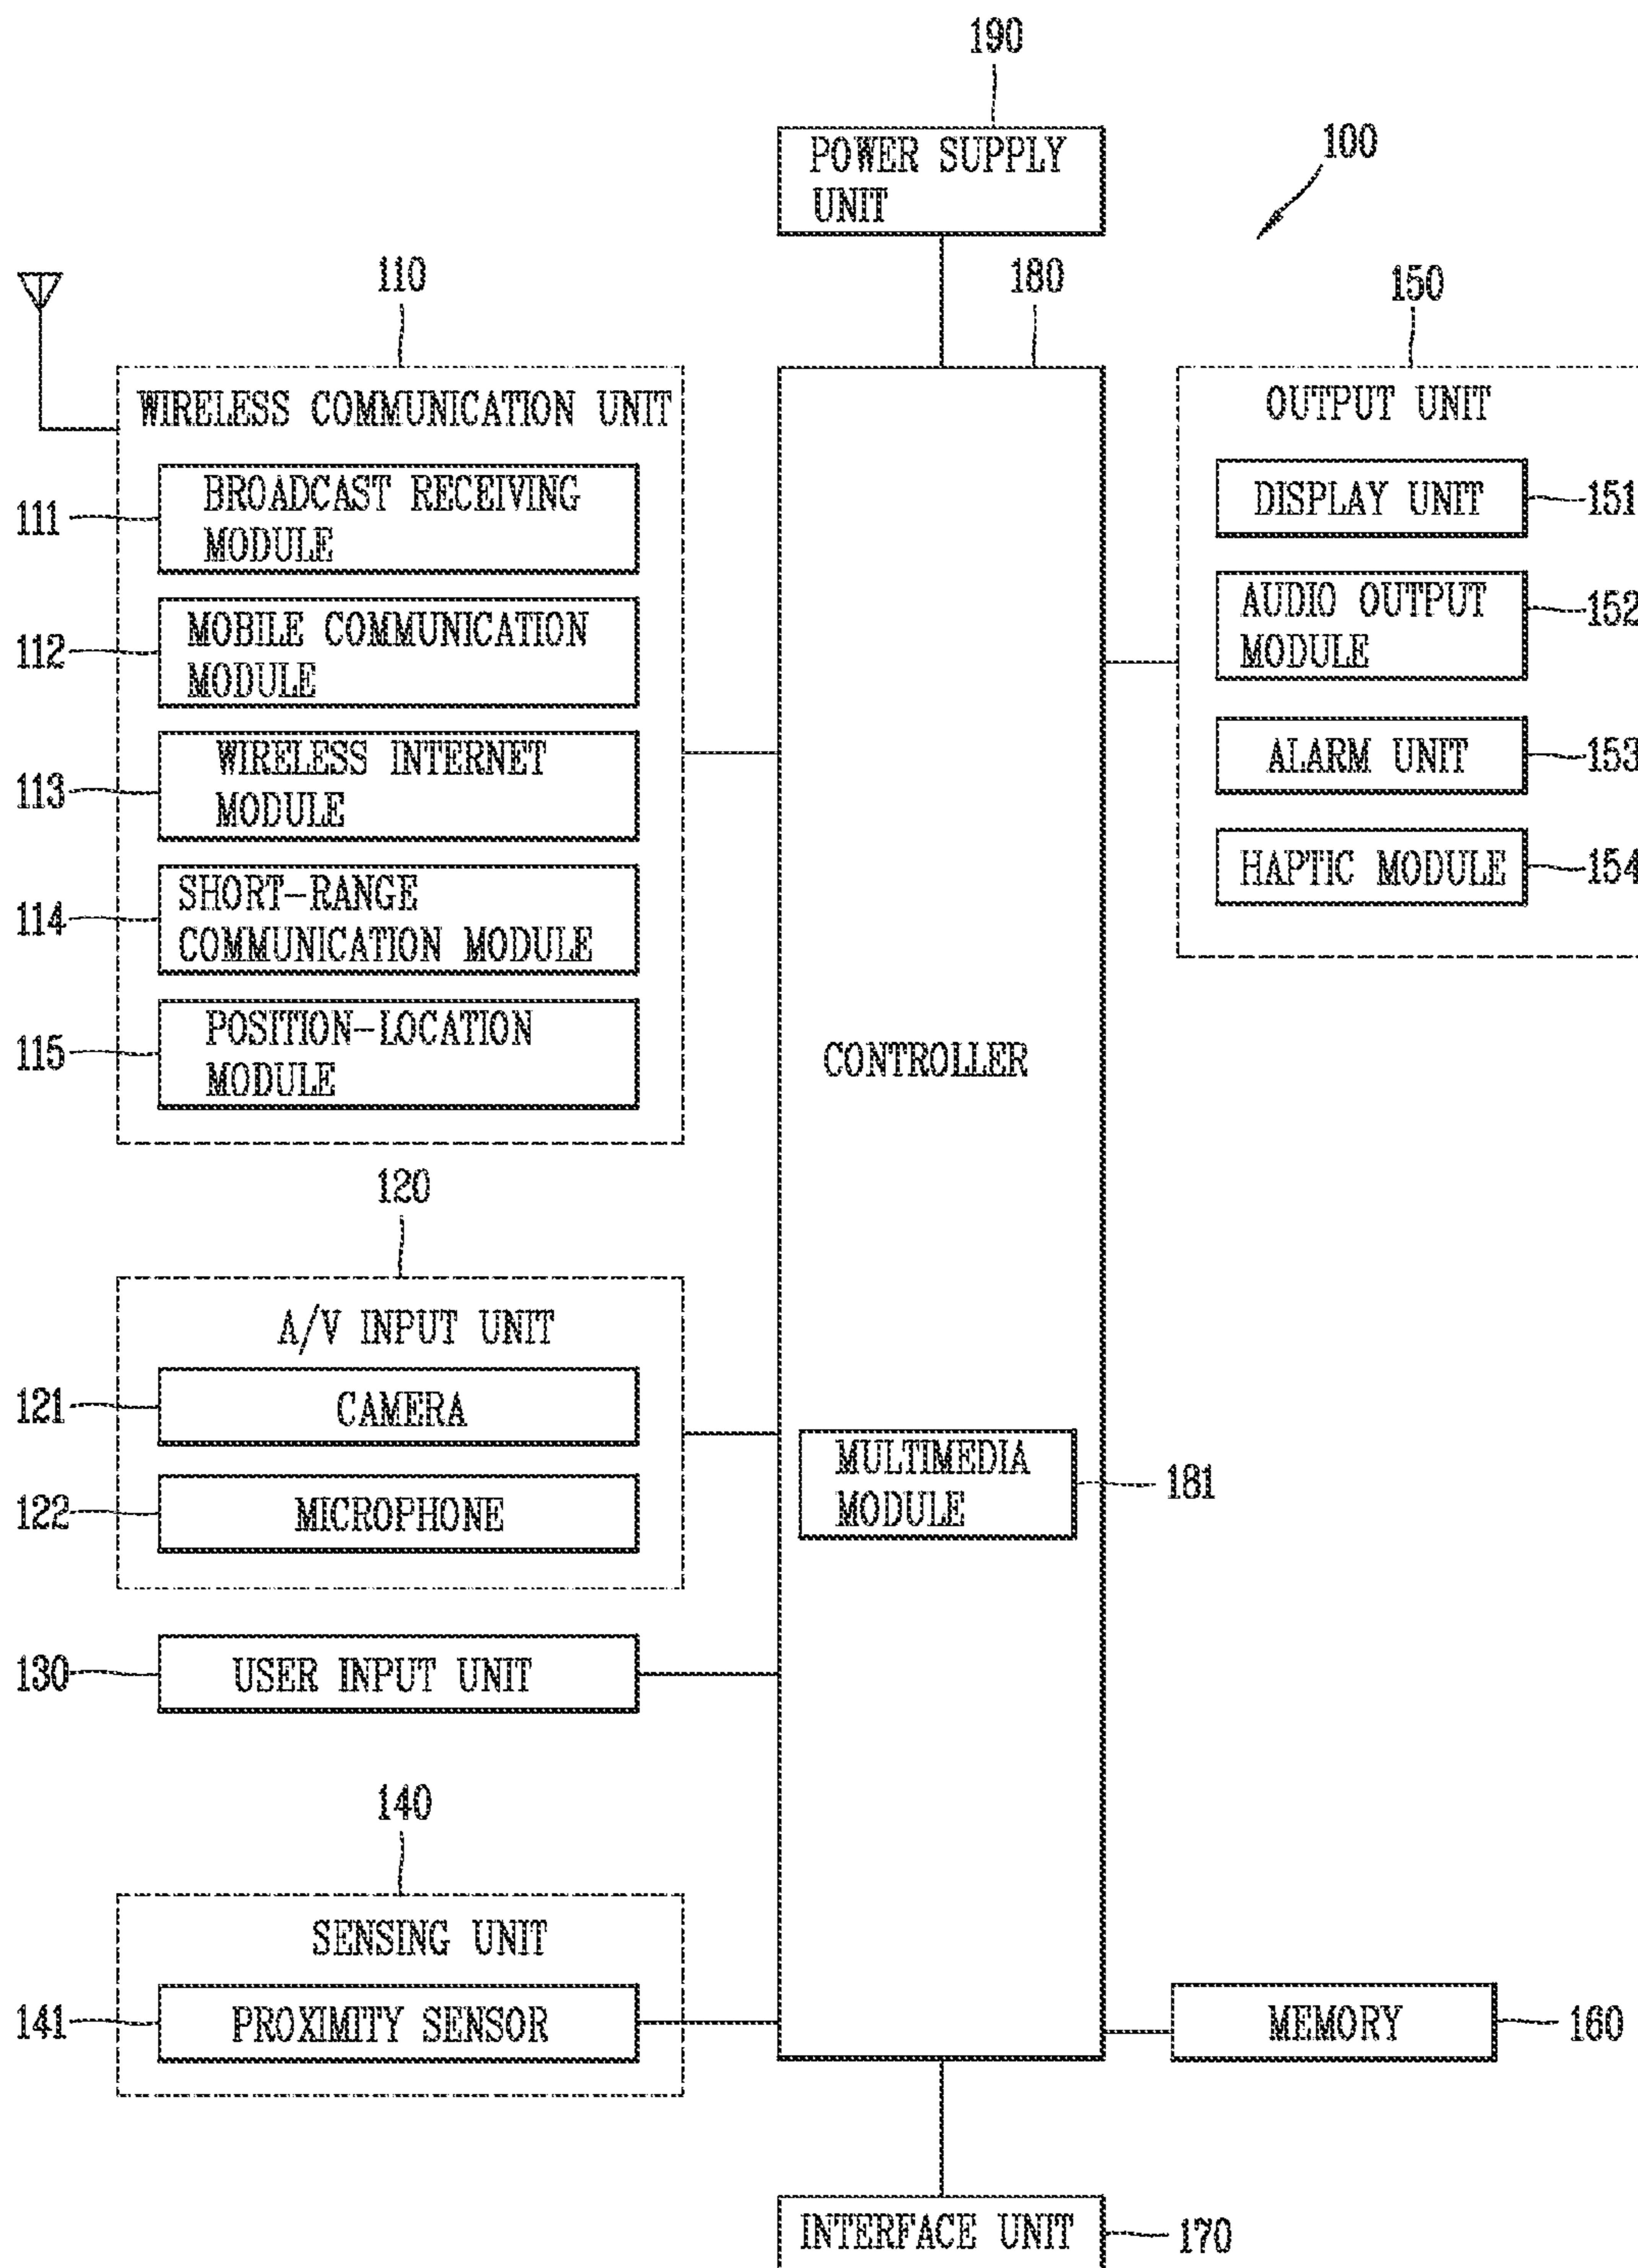 190
POWER SUPPLY
UNIT
100
110
180
150
WIRELESS COMMUNICATION UNIT
111
BROADCAST RECEIVING
MODULE
112
MOBILE COMMUNICATION
MODULE
113
WIRELESS INTERNET
MODULE
114
SHORT-RANGE
COMMUNICATION MODULE
115
POSITION-LOCATION
MODULE
OUTPUT UNIT
DISPLAY UNIT
151
AUDIO OUTPUT
MODULE
152
ALARM UNIT
153
HAPTIC MODULE
154
CONTROLLER
120
A/V INPUT UNIT
121
CAMERA
122
MICROPHONE
MULTIMEDIA
MODULE
181
130
USER INPUT UNIT
140
SENSING UNIT
141
PROXIMITY SENSOR
MEMORY
160
INTERFACE UNIT
170